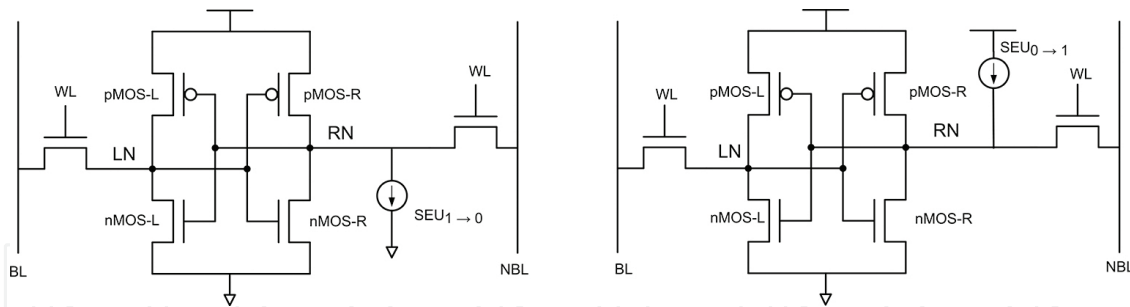 WL
pMOS-L
pMOS-R
WL
LN
RN
nMOS-L
nMOS-R
SEU1 → 0
BL
NBL
SEU0 → 1
WL
pMOS-L
pMOS-R
WL
LN
RN
nMOS-L
nMOS-R
BL
NBL